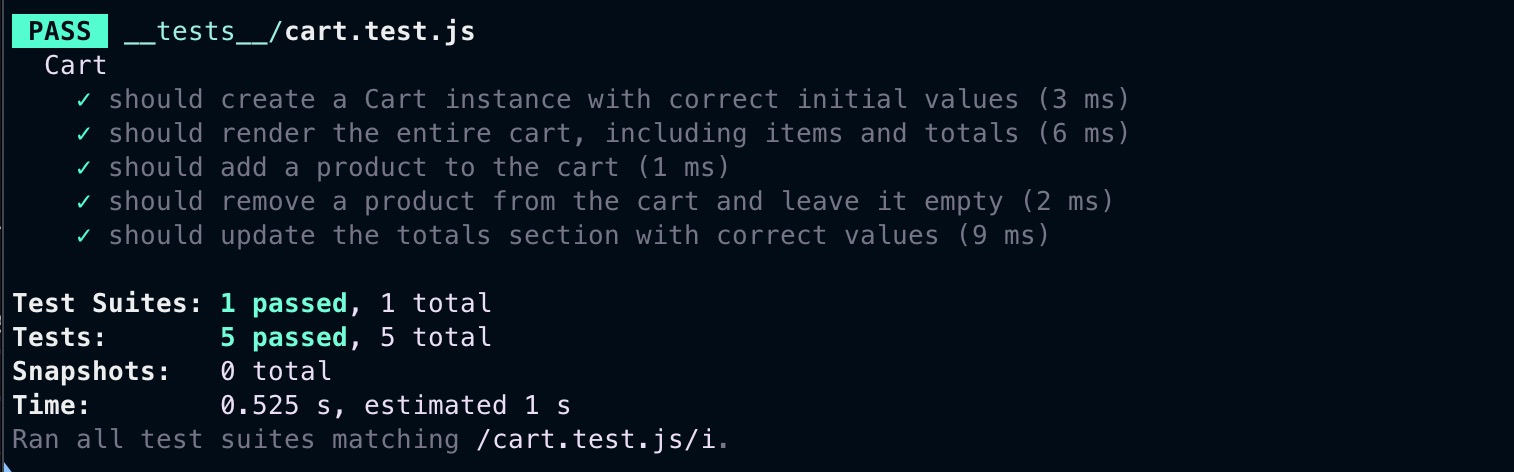 PASS __tests__/cart.test.js
Cart
✓ should create a Cart instance with correct initial values (3 ms)
✓ should render the entire cart, including items and totals (6 ms)
✓ should add a product to the cart (1 ms)
✓ should remove a product from the cart and leave it empty (2 ms)
✓ should update the totals section with correct values (9 ms)
Test Suites: 1 passed, 1 total
Tests: 5 passed, 5 total
Snapshots: 0 total
Time: 0.525 s, estimated 1 s
Ran all test suites matching /cart.test.js/i.